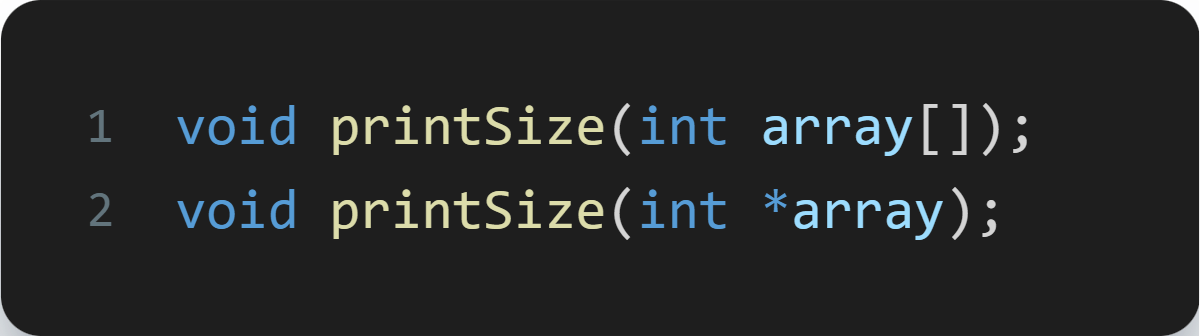 1 void printSize(int array[]);
2 void printSize(int *array);